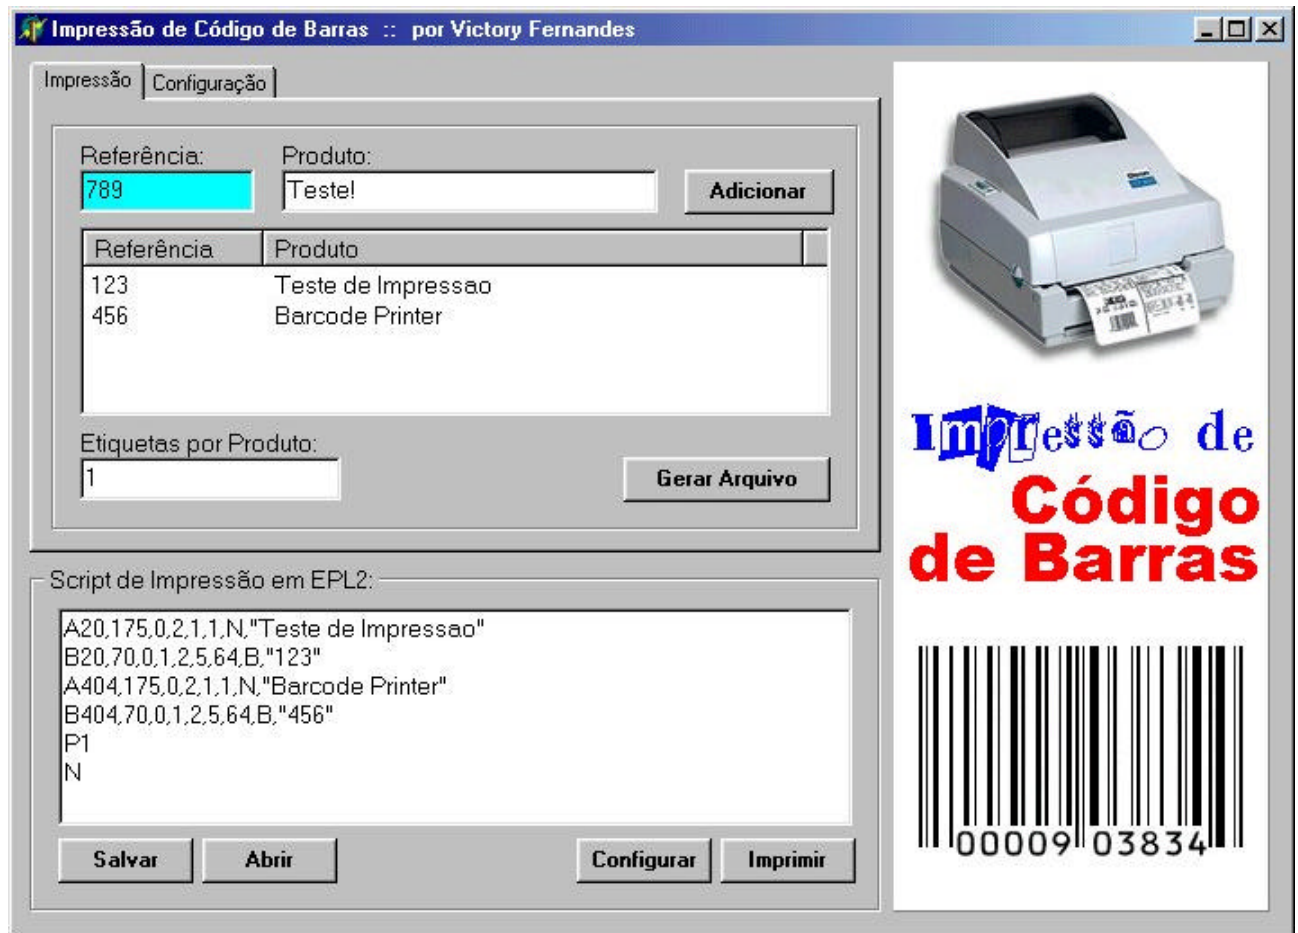 Impressão de Código de Barras :: por Victory Fernandes
Impressão
Configuração
Referência:
Produto:
789
Teste!
Adicionar
Referência
Produto
123
Teste de Impressao
456
Barcode Printer
Etiquetas por Produto:
1
Gerar Arquivo
Script de Impressão em EPL2:
A20,175,0,2,1,1,N,"Teste de Impressao"
B20,70,0,1,2,5,64,B,"123"
A404,175,0,2,1,1,N,"Barcode Printer"
B404,70,0,1,2,5,64,B,"456"
P1
N
Salvar
Abrir
Configurar
Imprimir
Impressão de
Código
de Barras
00009 03834